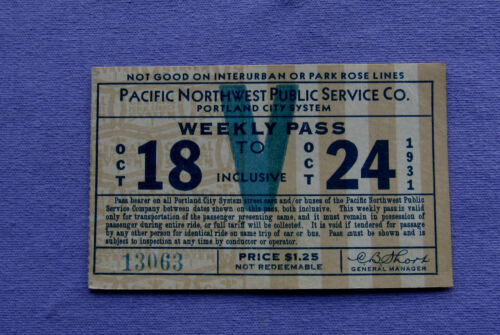 NOT GOOD ON INTERURBAN OR PARK ROSE LINES
PACIFIC NORTHWEST PUBLIC SERVICE CO.
PORTLAND CITY SYSTEM
WEEKLY PASS
OCT 18 TO OCT 24 1931
INCLUSIVE
Pass bearer on all Portland City System street cars and/or buses of the Pacific Northwest Public
Service Company between dates shown on this pass, both inclusive. This weekly pass is valid
only for transportation of the passenger presenting same, and it must remain in possession of
passenger during entire ride, or full tariff will be collected. It is void if tendered for passage
by any other person for identical ride on same trip of car or bus. Pass must be shown and is
subject to inspection at any time by conductor or operator.
13063
PRICE $1.25
NOT REDEEMABLE
C B Short
GENERAL MANAGER